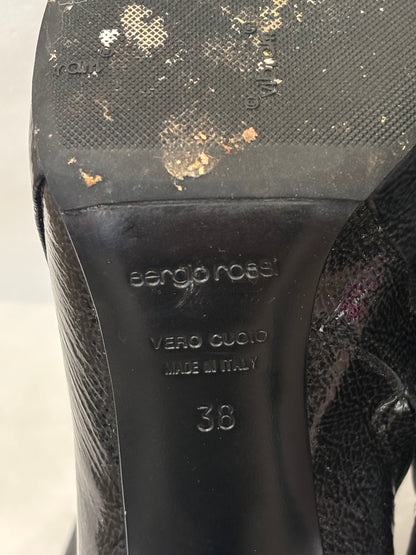 sergio rossi
VERO CUOIO
MADE IN ITALY
38